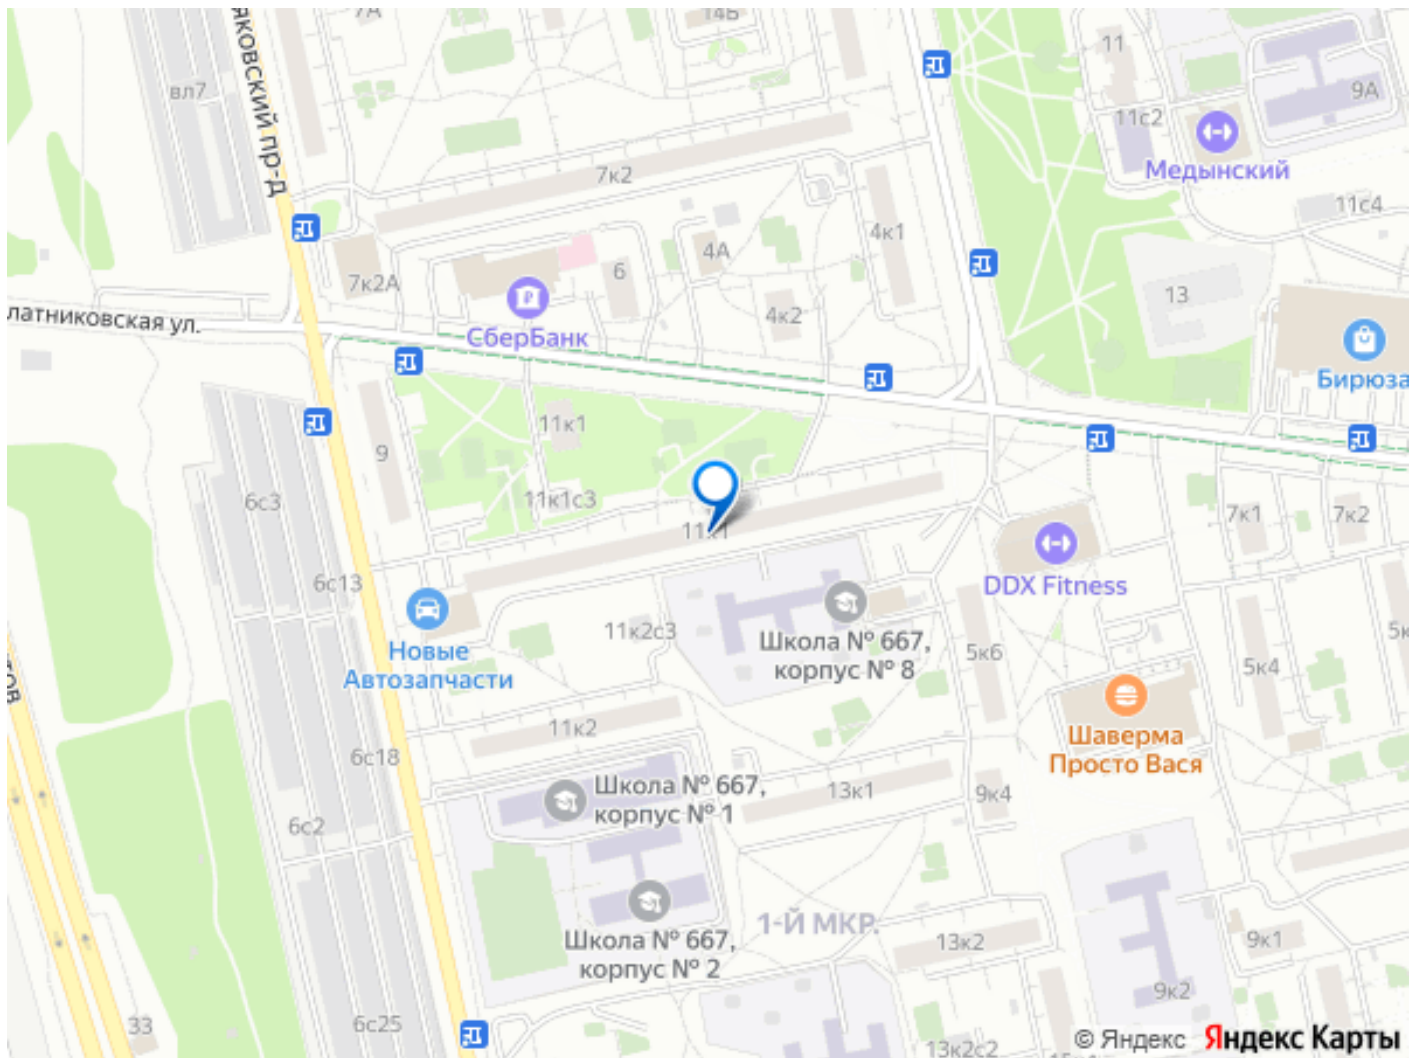 7А
14Б
11
9А
вл7
яковский пр-д
11с2
Медынский
7к2
11с4
4к1
4А
6
7к2А
13
латниковская ул.
СберБанк
4к2
Бирюза
11к1
9
6с3
11к1с3
11к1
7к1
7к2
DDX Fitness
6с13
11к2с3
Новые
Автозапчасти
Школа № 667,
корпус № 8
5к6
5к4
5к
тов
11к2
Шаверма
Просто Вася
6с18
Школа № 667,
корпус № 1
13к1
9к4
6с2
1-Й МКР.
Школа № 667,
корпус № 2
13к2
9к1
9к2
33
6с25
13к2с2
© Яндекс Яндекс Карты